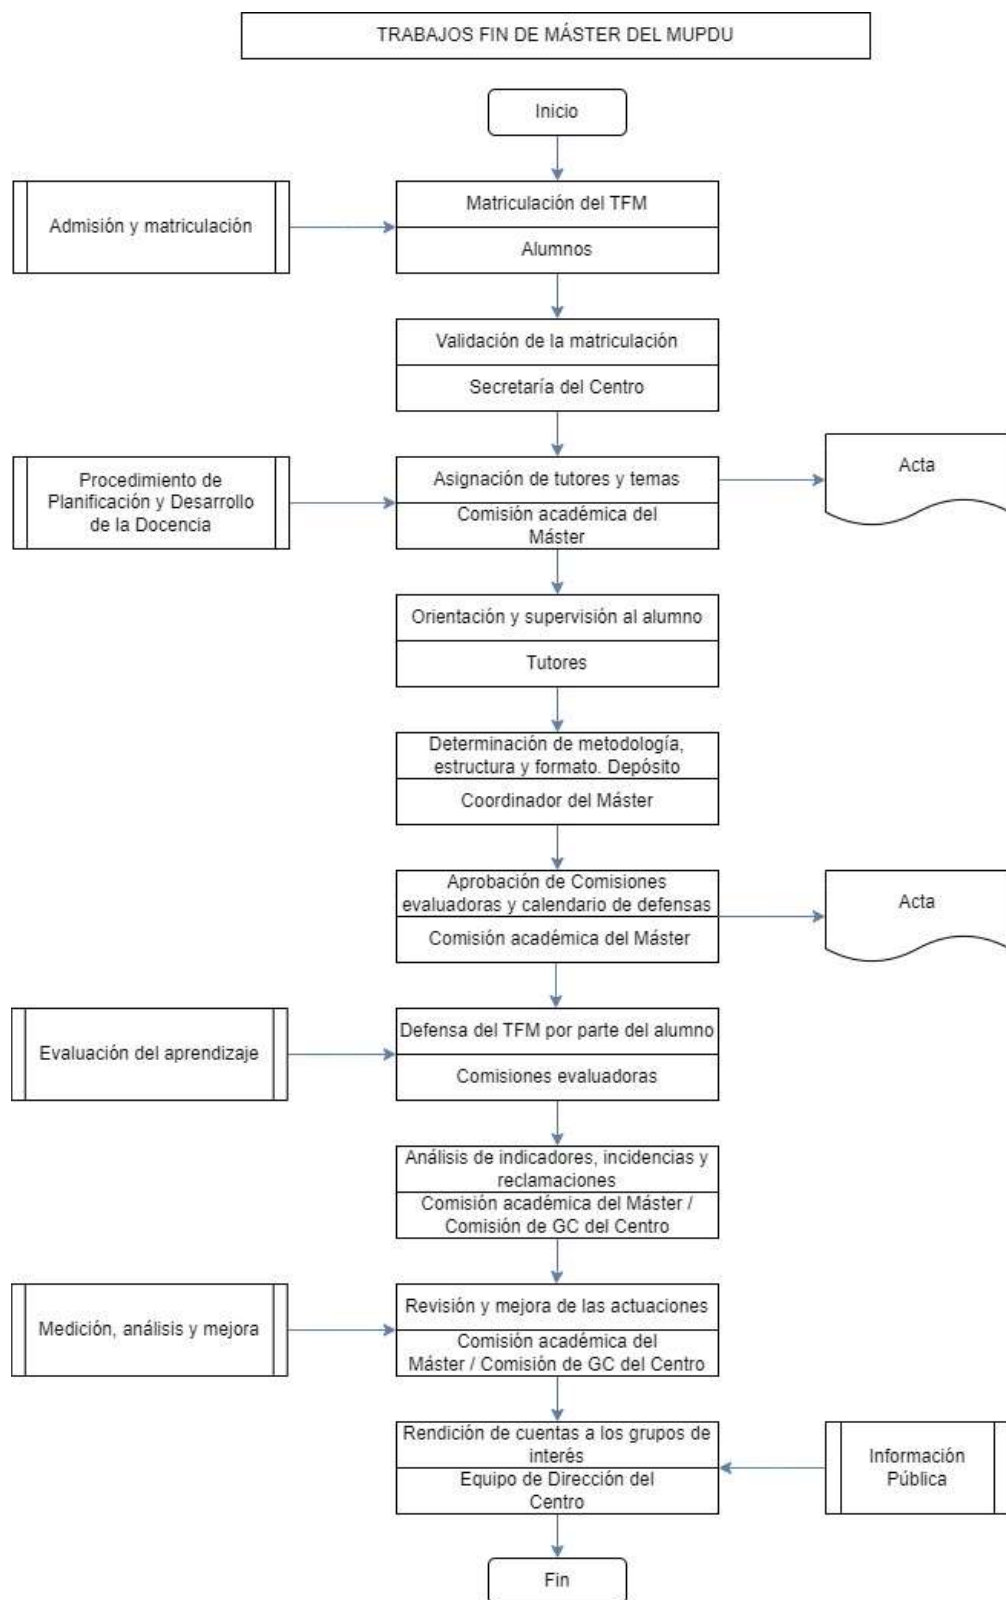 TRABAJOS FIN DE MÁSTER DEL MUPDU
Inicio
Admisión y matriculación
Matriculación del TFM
Alumnos
Validación de la matriculación
Secretaría del Centro
Procedimiento de
Planificación y Desarrollo
de la Docencia
Asignación de tutores y temas
Comisión académica del
Máster
Acta
Orientación y supervisión al alumno
Tutores
Determinación de metodología,
estructura y formato. Depósito
Coordinador del Máster
Aprobación de Comisiones
evaluadoras y calendario de defensas
Comisión académica del Máster
Acta
Evaluación del aprendizaje
Defensa del TFM por parte del alumno
Comisiones evaluadoras
Análisis de indicadores, incidencias y
reclamaciones
Comisión académica del Máster /
Comisión de GC del Centro
Medición, análisis y mejora
Revisión y mejora de las actuaciones
Comisión académica del
Máster / Comisión de GC del Centro
Rendición de cuentas a los grupos de
interés
Equipo de Dirección del
Centro
Información
Pública
Fin